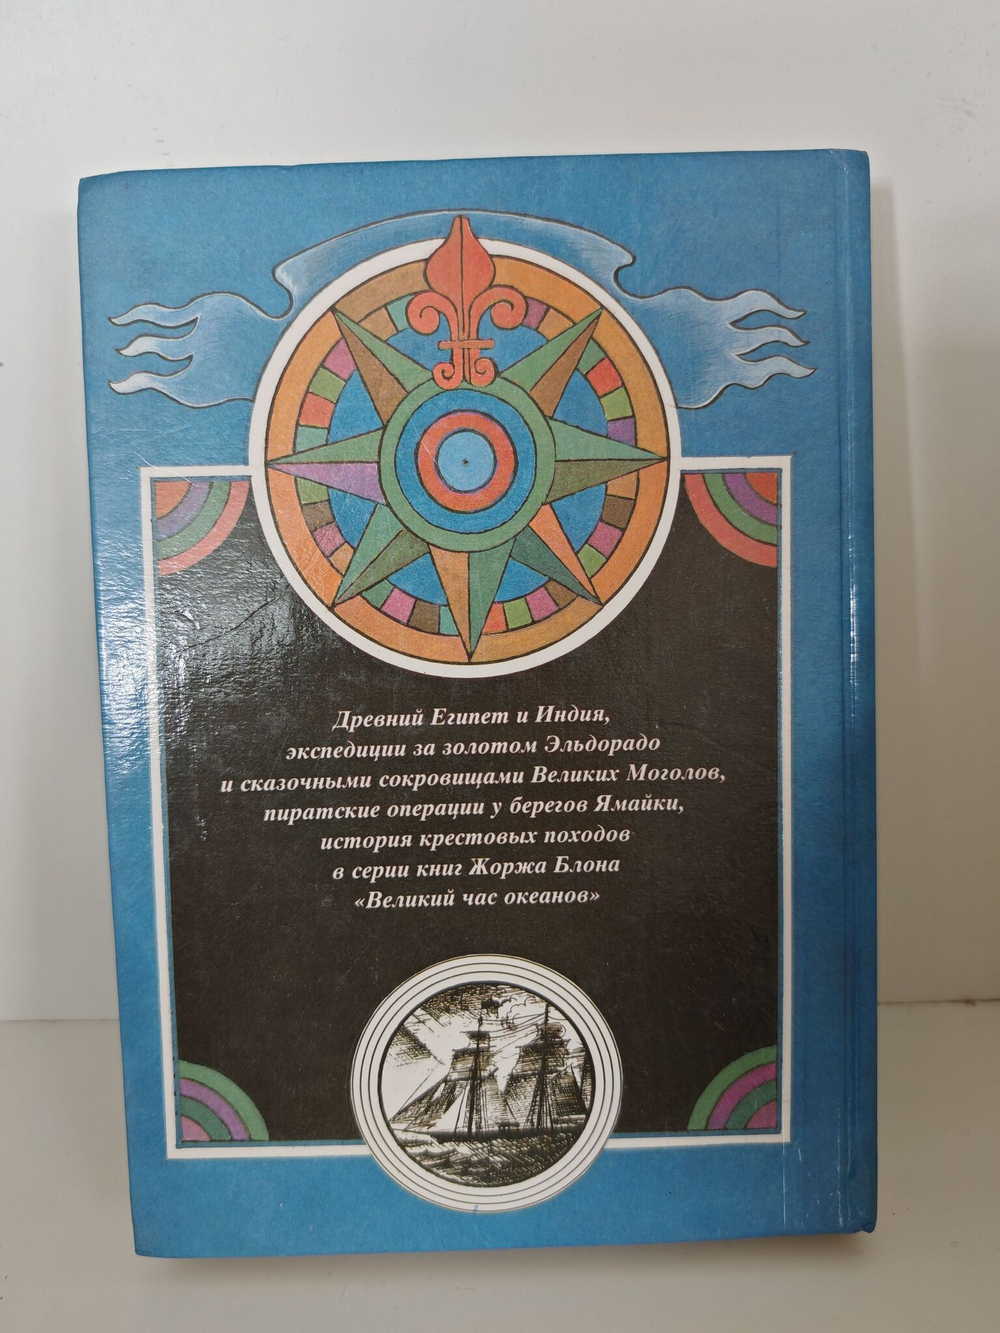 Древний Египет и Индия,
экспедиции за золотом Эльдорадо
и сказочными сокровищами Великих Моголов,
пиратские операции у берегов Ямайки,
история крестовых походов
в серии книг Жоржа Блона
«Великий час океанов»